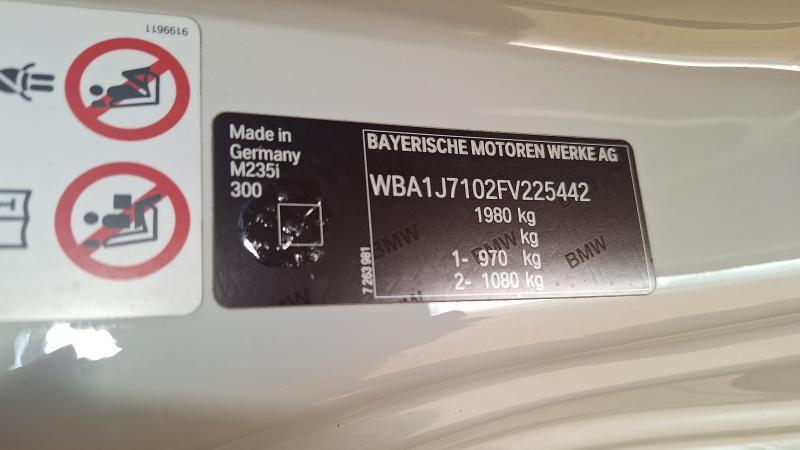 9199611
Made in
Germany
M235i
300
7 263 981
BAYERISCHE MOTOREN WERKE AG
WBA1J7102FV225442
1980 kg
kg
1- 970 kg
2- 1080 kg
BMW
BMW
BMW